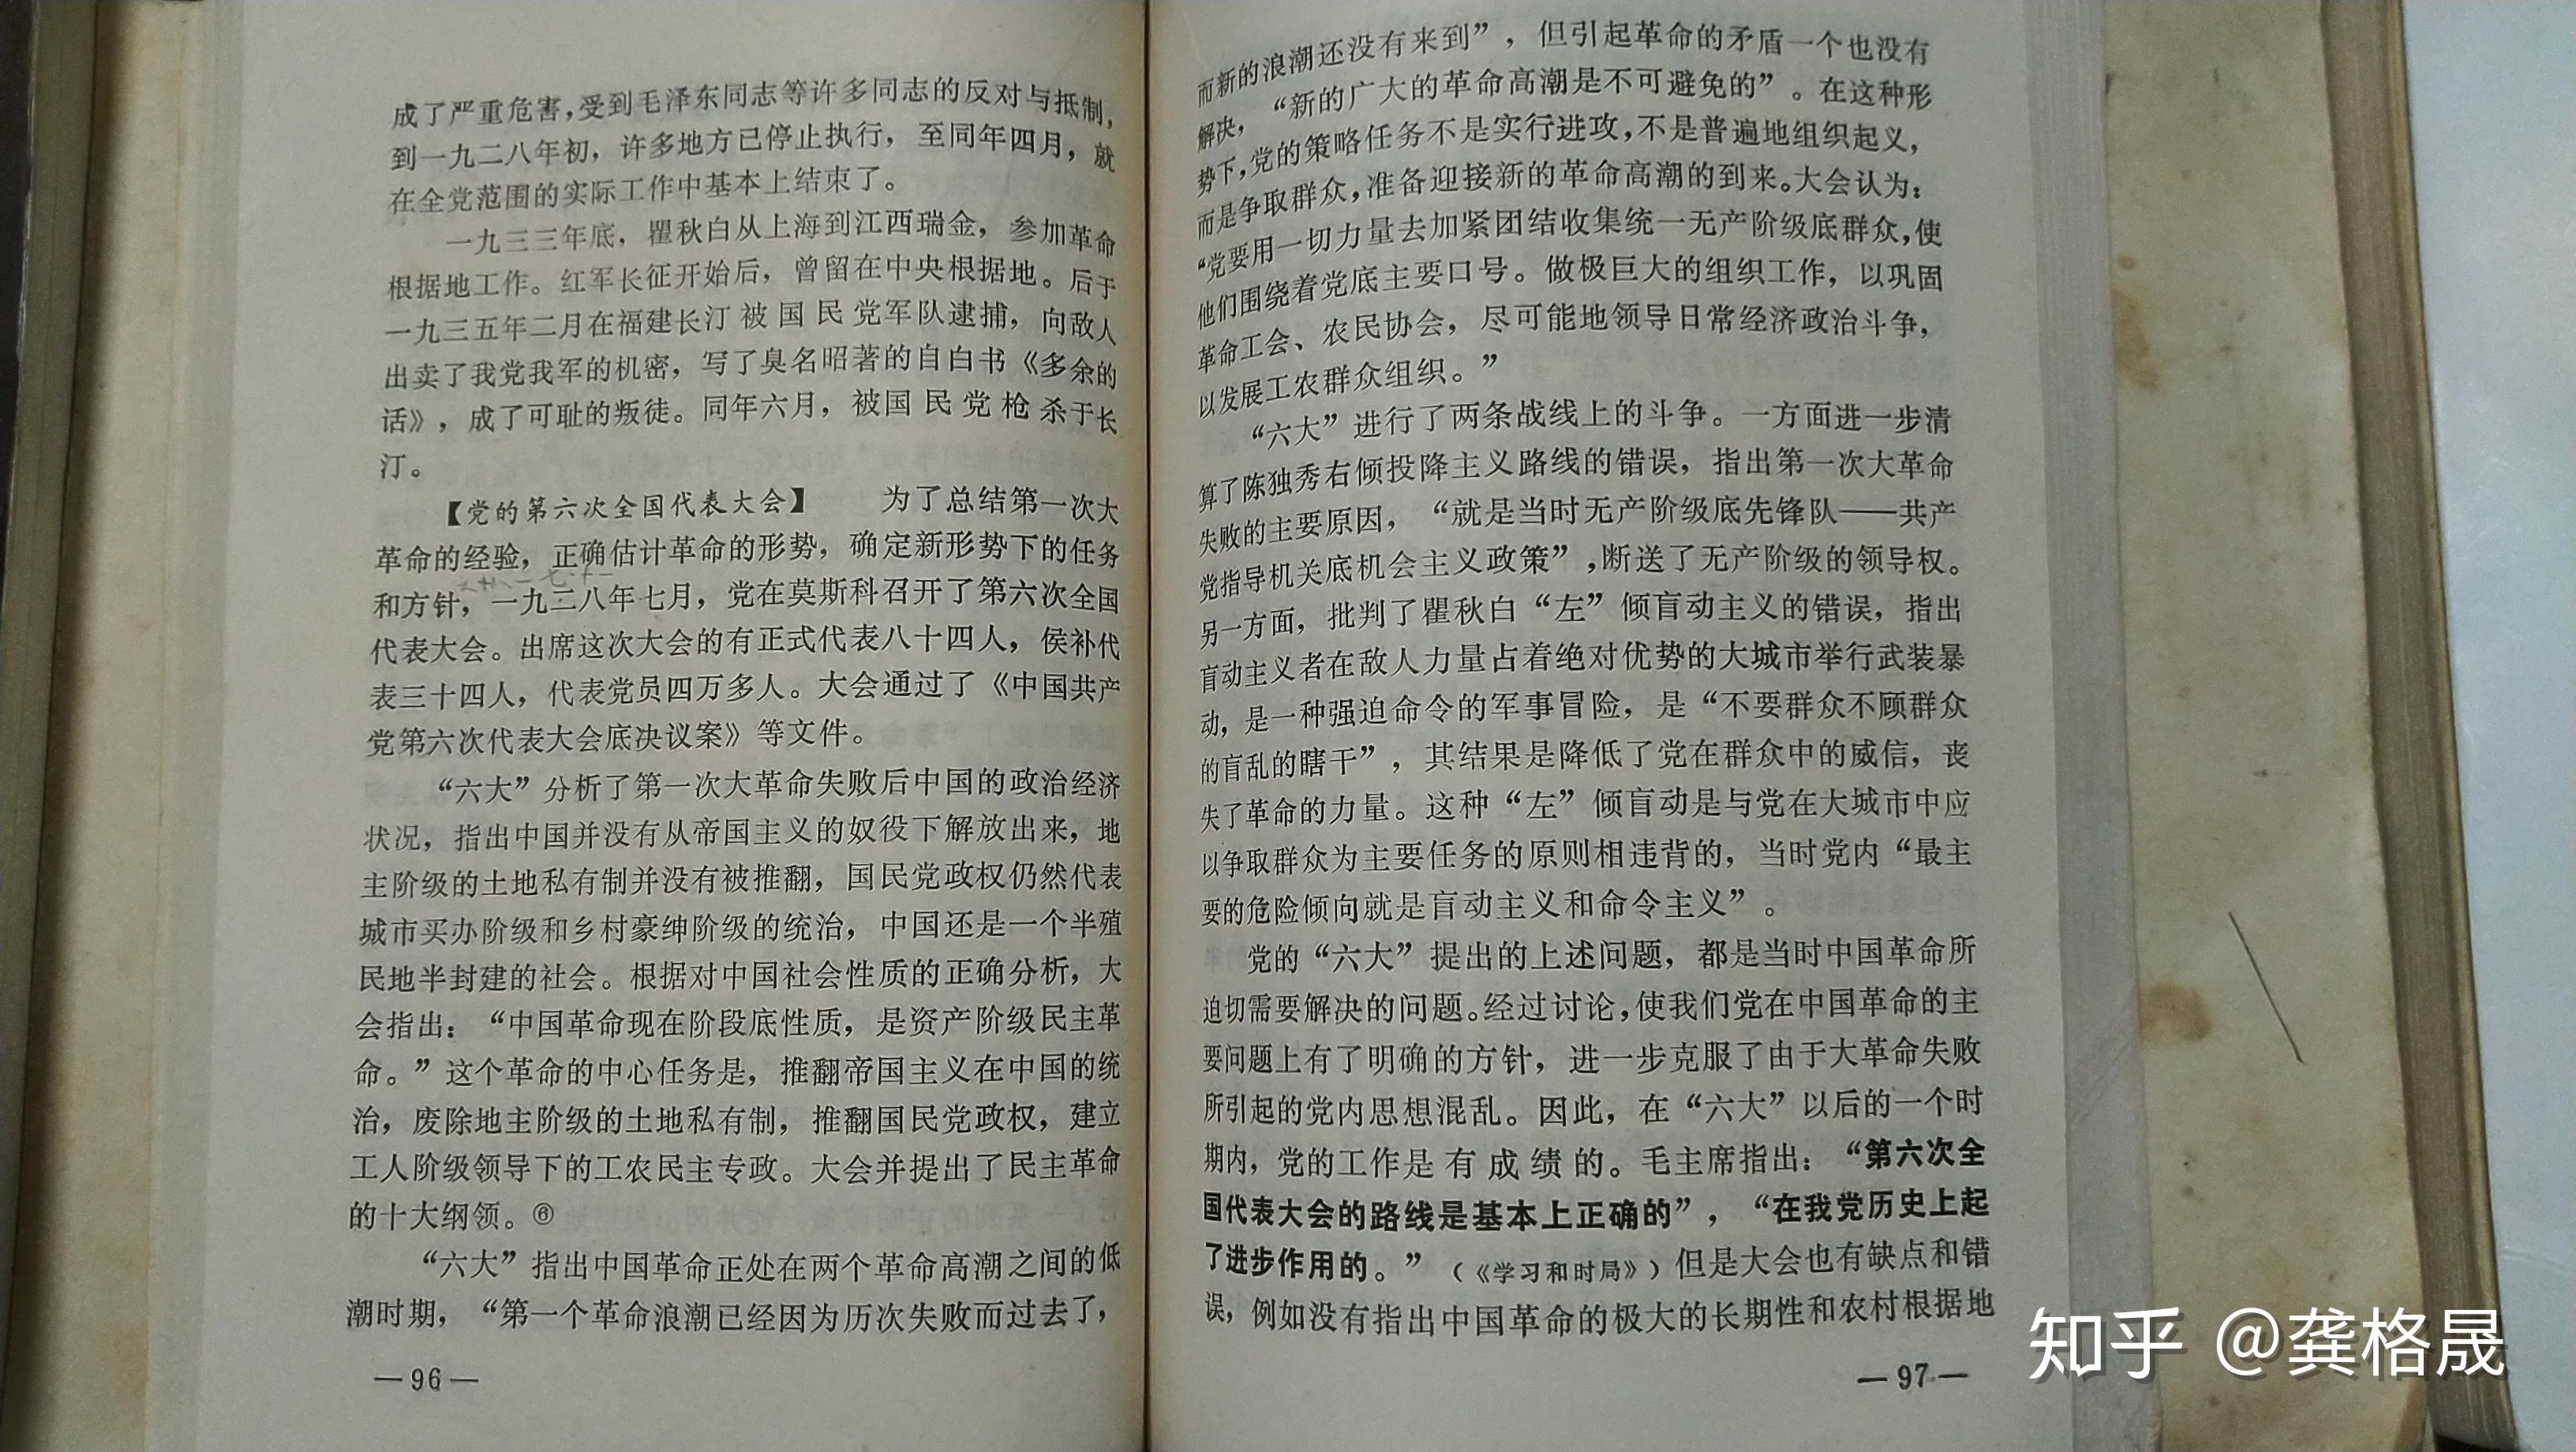 成了严重危害，受到毛泽东同志等许多同志的反对与抵制，
到一九二八年初，许多地方已停止执行，至同年四月，就
在全党范围的实际工作中基本上结束了。
一九三三年底，瞿秋白从上海到江西瑞金，参加革命
根据地工作。红军长征开始后，曾留在中央根据地。后于
一九三五年二月在福建长汀被国民党军队逮捕，向敌人
出卖了我党我军的机密，写了臭名昭著的自白书《多余的
话》，成了可耻的叛徒。同年六月，被国民党枪杀于长
汀。
【党的第六次全国代表大会】 为了总结第一次大
革命的经验，正确估计革命的形势，确定新形势下的任务
和方针，一九二八年七月，党在莫斯科召开了第六次全国
代表大会。出席这次大会的有正式代表八十四人，侯补代
表三十四人，代表党员四万多人。大会通过了《中国共产
党第六次代表大会底决议案》等文件。
“六大”分析了第一次大革命失败后中国的政治经济
状况，指出中国并没有从帝国主义的奴役下解放出来，地
主阶级的土地私有制并没有被推翻，国民党政权仍然代表
城市买办阶级和乡村豪绅阶级的统治，中国还是一个半殖
民地半封建的社会。根据对中国社会性质的正确分析，大
会指出：“中国革命现在阶段底性质，是资产阶级民主革
命。”这个革命的中心任务是，推翻帝国主义在中国的统
治，废除地主阶级的土地私有制，推翻国民党政权，建立
工人阶级领导下的工农民主专政。大会并提出了民主革命
的十大纲领。⑥
“六大”指出中国革命正处在两个革命高潮之间的低
潮时期，“第一个革命浪潮已经因为历次失败而过去了，
—96—
而新的浪潮还没有来到”，但引起革命的矛盾一个也没有
解决，“新的广大的革命高潮是不可避免的”。在这种形
势下，党的策略任务不是实行进攻，不是普遍地组织起义，
而是争取群众，准备迎接新的革命高潮的到来。大会认为：
“党要用一切力量去加紧团结收集统一无产阶级底群众，使
他们围绕着党底主要口号。做极巨大的组织工作，以巩固
革命工会、农民协会，尽可能地领导日常经济政治斗争，
以发展工农群众组织。”
“六大”进行了两条战线上的斗争。一方面进一步清
算了陈独秀右倾投降主义路线的错误，指出第一次大革命
失败的主要原因，“就是当时无产阶级底先锋队——共产
党指导机关底机会主义政策”，断送了无产阶级的领导权。
另一方面，批判了瞿秋白“左”倾盲动主义的错误，指出
盲动主义者在敌人力量占着绝对优势的大城市举行武装暴
动，是一种强迫命令的军事冒险，是“不要群众不顾群众
的盲乱的瞎干”，其结果是降低了党在群众中的威信，丧
失了革命的力量。这种“左”倾盲动是与党在大城市中应
以争取群众为主要任务的原则相违背的，当时党内“最主
要的危险倾向就是盲动主义和命令主义”。
党的“六大”提出的上述问题，都是当时中国革命所
迫切需要解决的问题。经过讨论，使我们党在中国革命的主
要问题上有了明确的方针，进一步克服了由于大革命失败
所引起的党内思想混乱。因此，在“六大”以后的一个时
期内，党的工作是有成绩的。毛主席指出：“第六次全
国代表大会的路线是基本上正确的”，“在我党历史上起
了进步作用的。”（《学习和时局》）但是大会也有缺点和错
误，例如没有指出中国革命的极大的长期性和农村根据地
—97—
知乎 @龚格晟